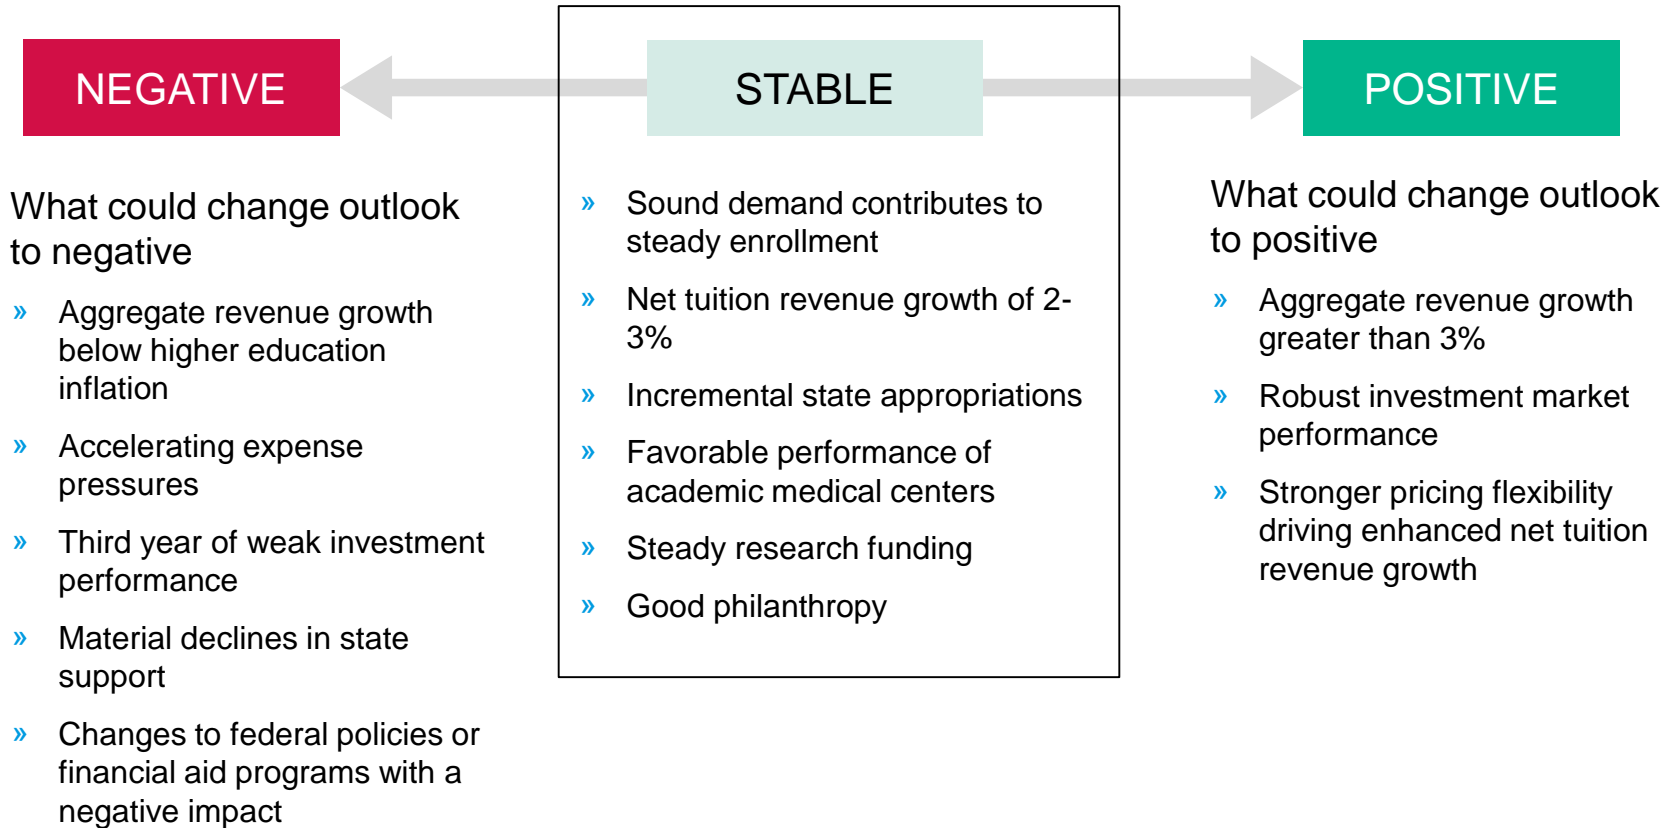 NEGATIVE
STABLE
POSITIVE
What could change outlook
to negative
» Aggregate revenue growth
below higher education
inflation
» Accelerating expense
pressures
» Third year of weak investment
performance
» Material declines in state
support
» Changes to federal policies or
financial aid programs with a
negative impact
» Sound demand contributes to
steady enrollment
» Net tuition revenue growth of 2-
3%
» Incremental state appropriations
» Favorable performance of
academic medical centers
» Steady research funding
» Good philanthropy
What could change outlook
to positive
» Aggregate revenue growth
greater than 3%
» Robust investment market
performance
» Stronger pricing flexibility
driving enhanced net tuition
revenue growth